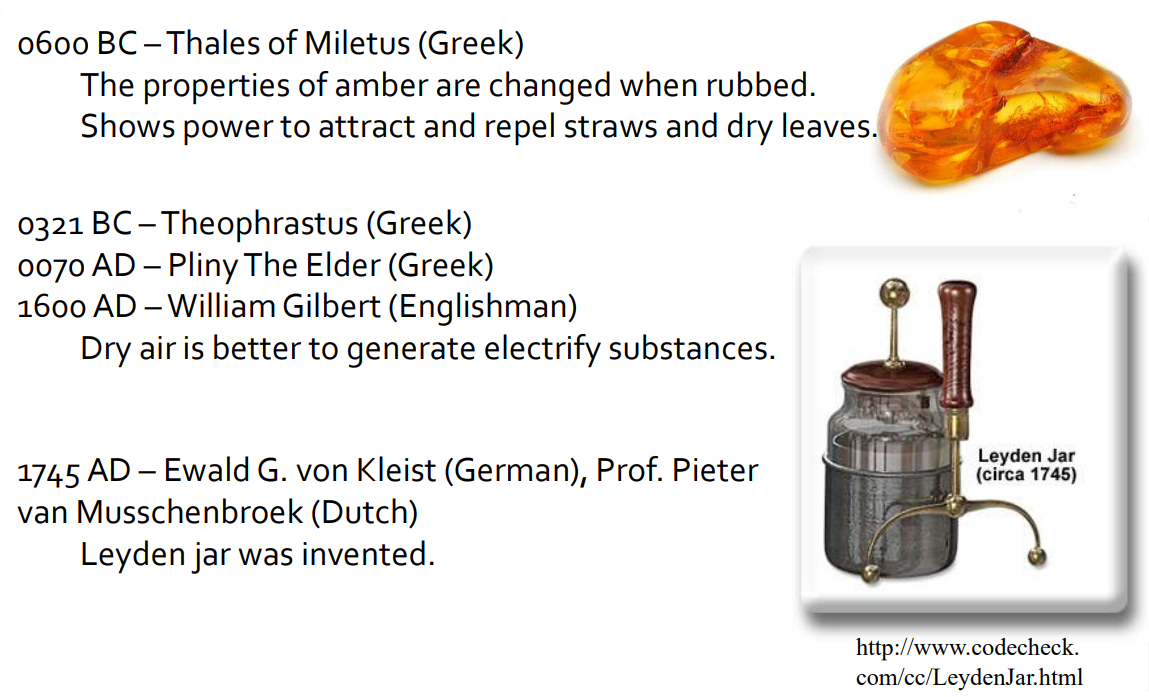 0600 BC – Thales of Miletus (Greek)
The properties of amber are changed when rubbed.
Shows power to attract and repel straws and dry leaves.
0321 BC – Theophrastus (Greek)
0070 AD – Pliny The Elder (Greek)
1600 AD – William Gilbert (Englishman)
Dry air is better to generate electrify substances.
1745 AD – Ewald G. von Kleist (German), Prof. Pieter
van Musschenbroek (Dutch)
Leyden jar was invented.
Leyden Jar
(circa 1745)
http://www.codecheck.
com/cc/LeydenJar.html